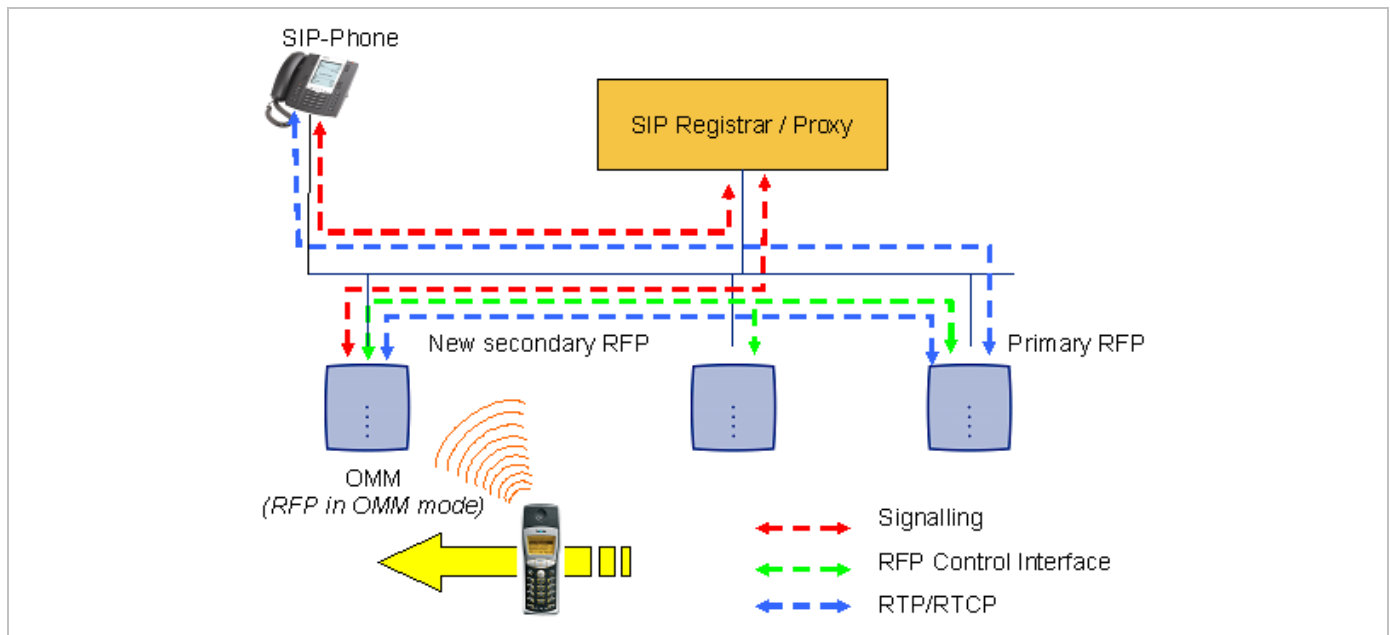 SIP-Phone
SIP Registrar / Proxy
New secondary RFP
Primary RFP
OMM
(RFP in OMM mode)
Signalling
RFP Control Interface
RTP/RTCP